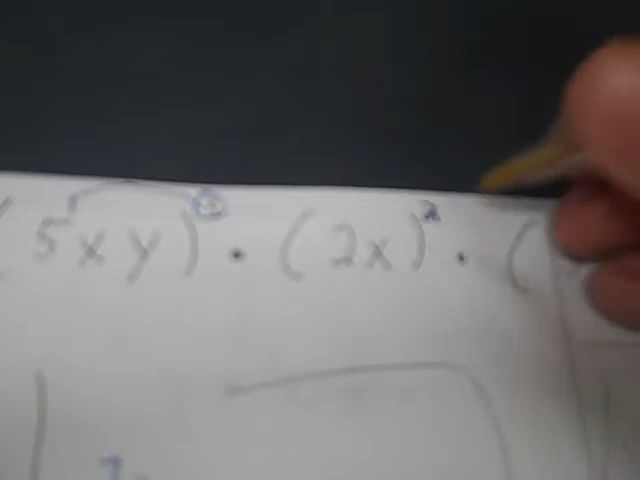 (5xy) · (2x)² · (